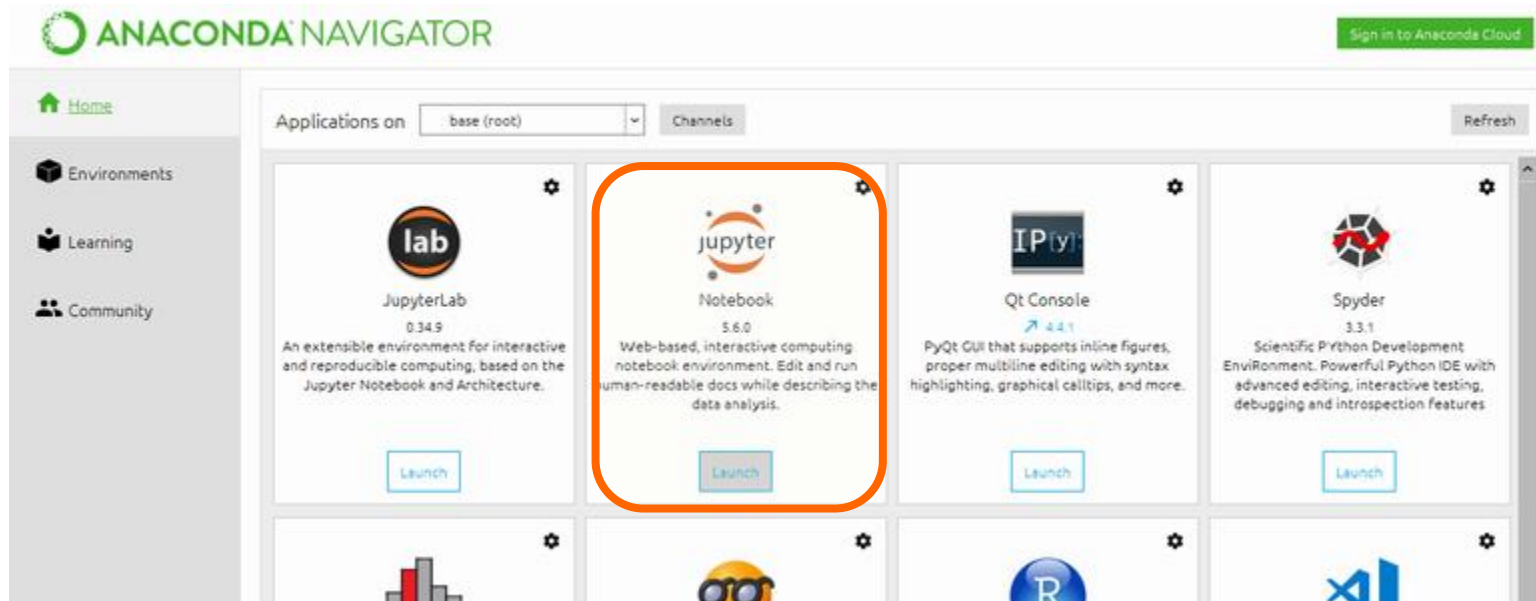 ANACONDA NAVIGATOR
Sign in to Anaconda Cloud
Home
Environments
Learning
Community
Applications on
base (root)
Channels
Refresh
lab
JupyterLab
0.34.9
An extensible environment for interactive
and reproducible computing, based on the
Jupyter Notebook and Architecture.
Launch
jupyter
Notebook
5.6.0
Web-based, interactive computing
notebook environment. Edit and run
human-readable docs while describing the
data analysis.
Launch
IP[y]:
Qt Console
4.4.1
PyQt GUI that supports inline figures,
proper multiline editing with syntax
highlighting, graphical calltips, and more.
Launch
Spyder
3.3.1
Scientific PYthon Development
EnviRonment. Powerful Python IDE with
advanced editing, interactive testing,
debugging and introspection features
Launch
R